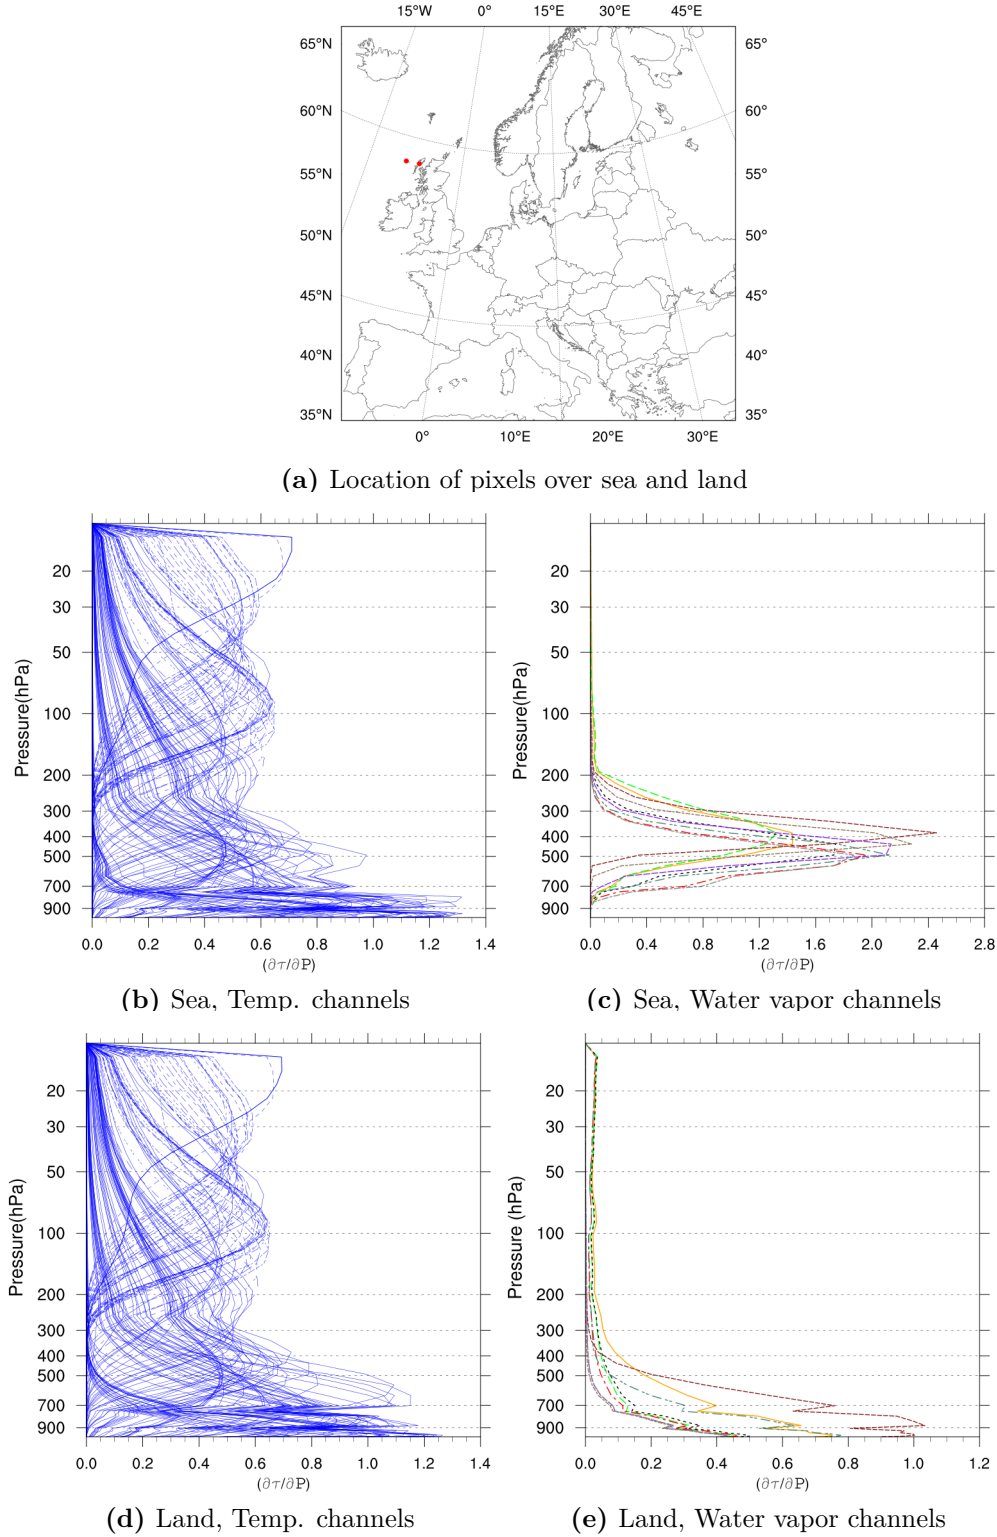 15°W 0° 15°E 30°E 45°E
65°N 65°
60°N 60°
55°N 55°
50°N 50°
45°N 45°
40°N 40°
35°N 35°
0° 10°E 20°E 30°E
(a) Location of pixels over sea and land
Pressure(hPa)
20
30
50
100
200
300
400
500
700
900
0.0 0.2 0.4 0.6 0.8 1.0 1.2 1.4
(∂τ/∂P)
(b) Sea, Temp. channels
Pressure(hPa)
20
30
50
100
200
300
400
500
700
900
0.0 0.4 0.8 1.2 1.6 2.0 2.4 2.8
(∂τ/∂P)
(c) Sea, Water vapor channels
Pressure(hPa)
20
30
50
100
200
300
400
500
700
900
0.0 0.2 0.4 0.6 0.8 1.0 1.2 1.4
(∂τ/∂P)
(d) Land, Temp. channels
Pressure (hPa)
20
30
50
100
200
300
400
500
700
900
0.0 0.2 0.4 0.6 0.8 1.0 1.2
(∂τ/∂P)
(e) Land, Water vapor channels